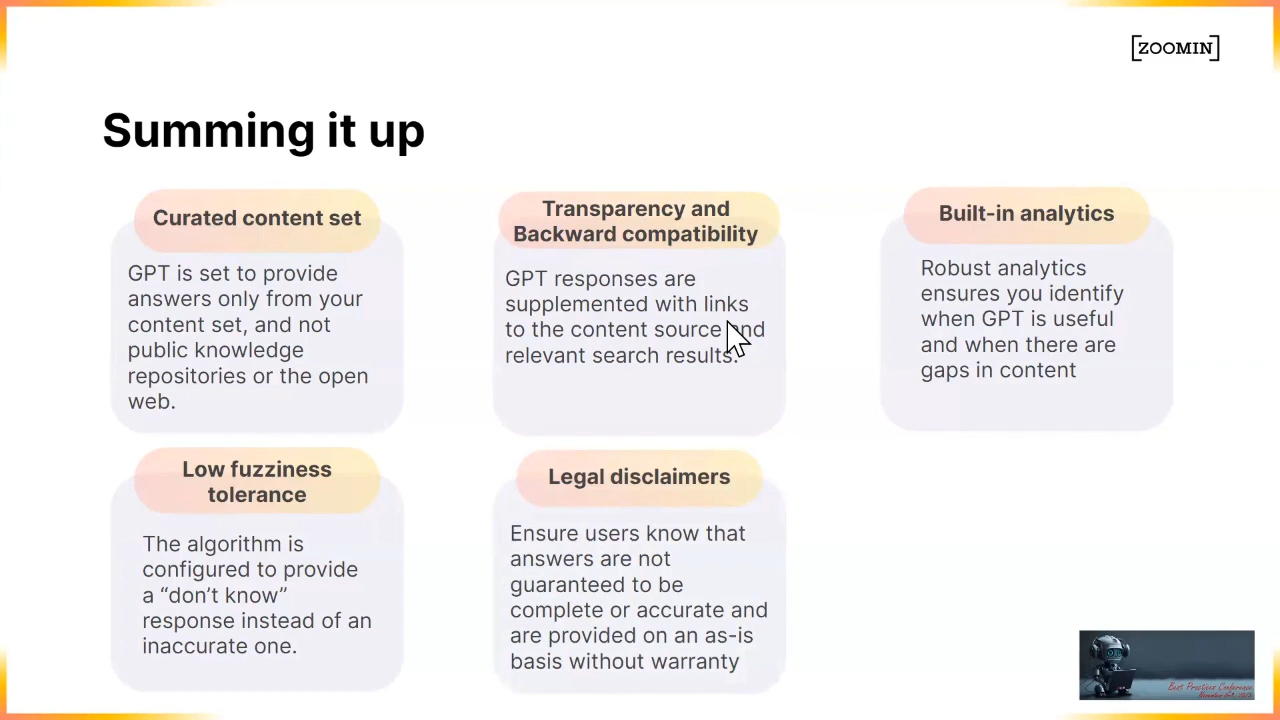 [ZOOMIN]
Summing it up
Curated content set
GPT is set to provide
answers only from your
content set, and not
public knowledge
repositories or the open
web.
Transparency and
Backward compatibility
GPT responses are
supplemented with links
to the content source and
relevant search results.
Built-in analytics
Robust analytics
ensures you identify
when GPT is useful
and when there are
gaps in content
Low fuzziness
tolerance
The algorithm is
configured to provide
a “don’t know”
response instead of an
inaccurate one.
Legal disclaimers
Ensure users know that
answers are not
guaranteed to be
complete or accurate and
are provided on an as-is
basis without warranty
Best Practices Conference